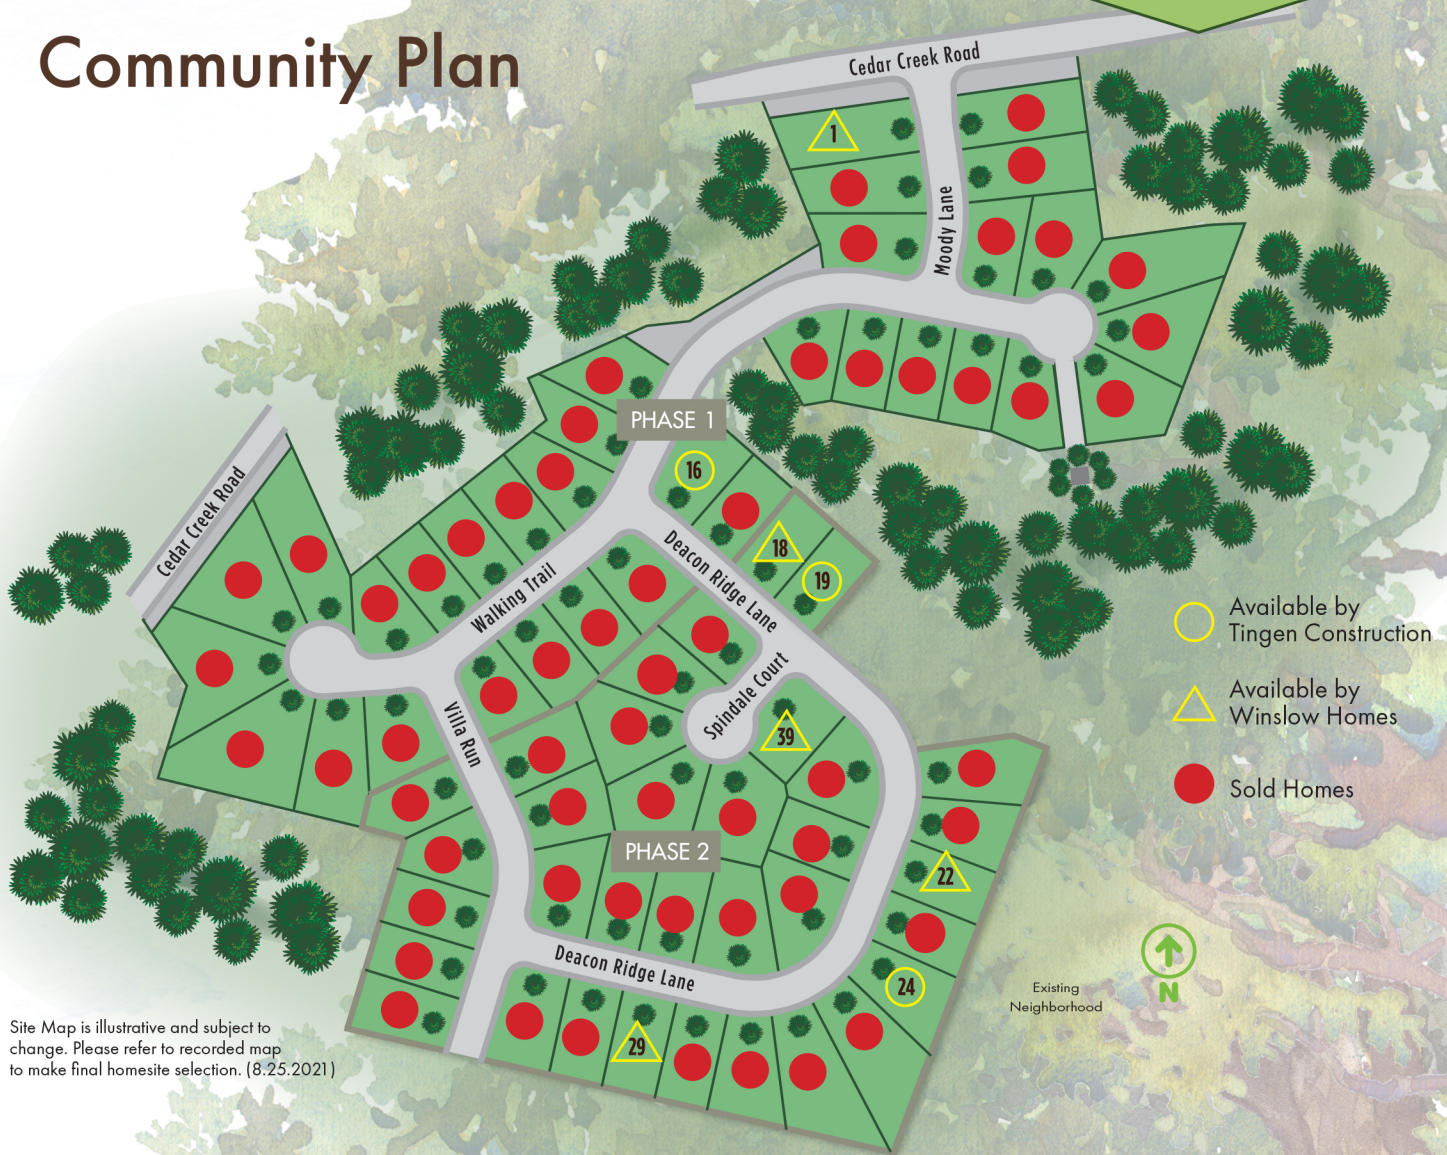 Community Plan
Cedar Creek Road
1
Moody Lane
PHASE 1
16
Cedar Creek Road
18
Deacon Ridge Lane
19
Walking Trail
Available by
Tingen Construction
Spindale Court
Villa Run
39
Available by
Winslow Homes
Sold Homes
PHASE 2
22
Deacon Ridge Lane
24
Existing
Neighborhood
N
29
Site Map is illustrative and subject to
change. Please refer to recorded map
to make final homesite selection. (8.25.2021)